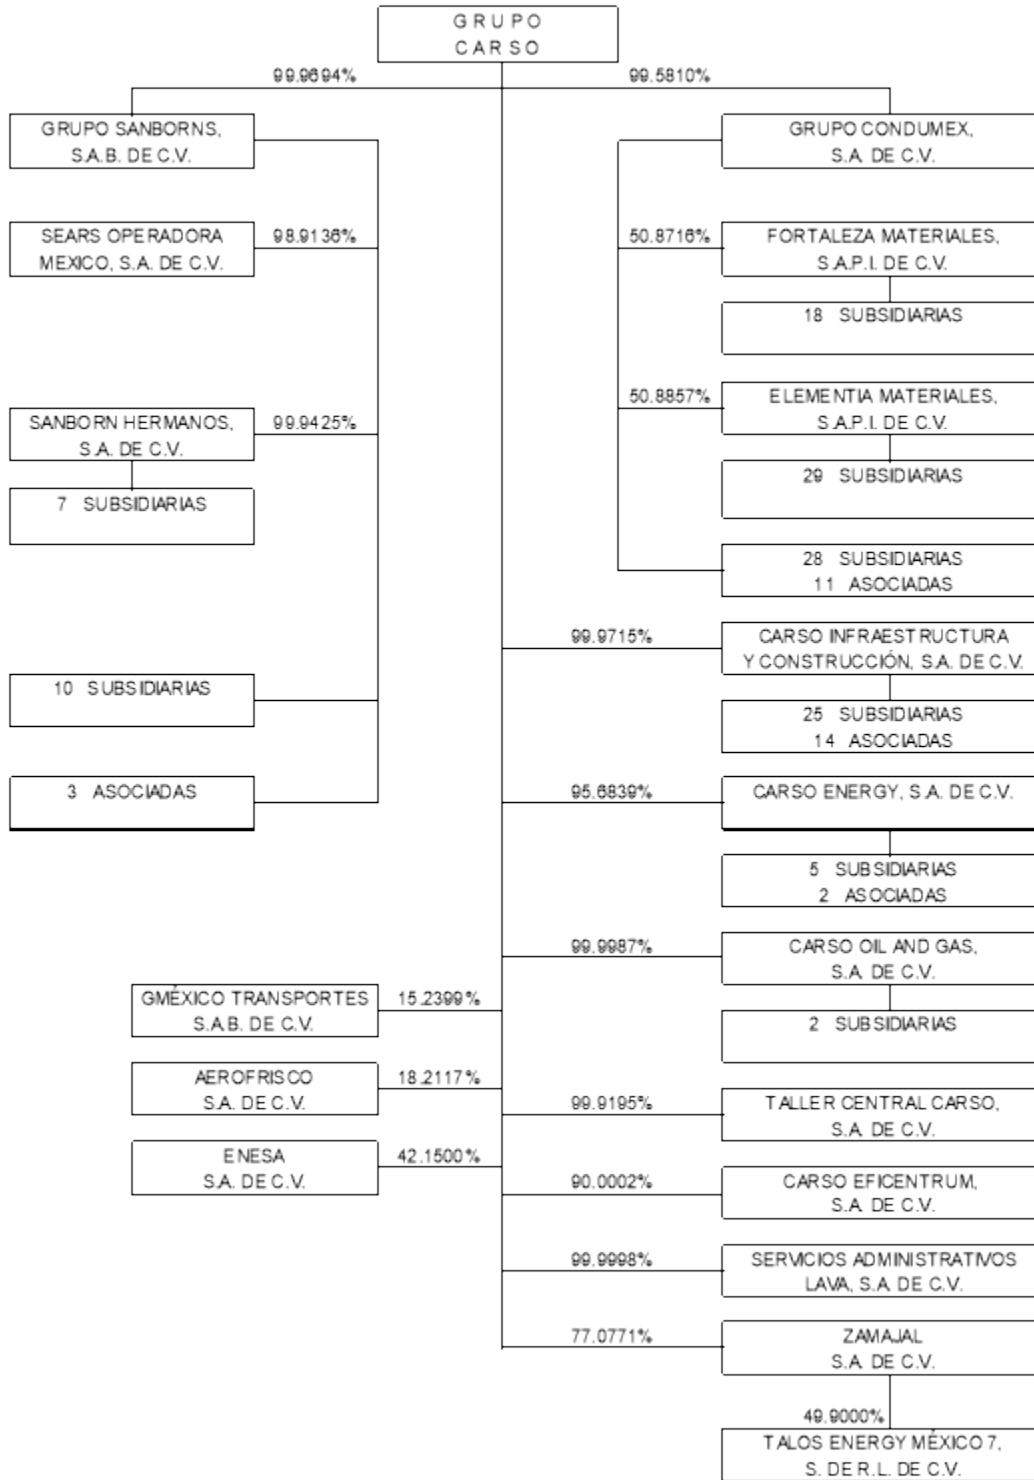 GRUPO
CARSO
99.9694%
99.5810%
GRUPO SANBORNS,
S.A.B. DE C.V.
GRUPO CONDUMEX,
S.A. DE C.V.
SEARS OPERADORA
MEXICO, S.A. DE C.V.
98.9136%
50.8716%
FORTALEZA MATERIALES,
S.A.P.I. DE C.V.
18 SUBSIDIARIAS
SANBORN HERMANOS,
S.A. DE C.V.
99.9425%
50.8857%
ELEMENTIA MATERIALES,
S.A.P.I. DE C.V.
7 SUBSIDIARIAS
29 SUBSIDIARIAS
28 SUBSIDIARIAS
11 ASOCIADAS
99.9715%
CARSO INFRAESTRUCTURA
Y CONSTRUCCIÓN, S.A. DE C.V.
10 SUBSIDIARIAS
25 SUBSIDIARIAS
14 ASOCIADAS
3 ASOCIADAS
95.6839%
CARSO ENERGY, S.A. DE C.V.
5 SUBSIDIARIAS
2 ASOCIADAS
99.9987%
CARSO OIL AND GAS,
S.A. DE C.V.
GMÉXICO TRANSPORTES
S.A.B. DE C.V.
15.2399%
2 SUBSIDIARIAS
AEROFRISCO
S.A. DE C.V.
18.2117%
99.9195%
TALLER CENTRAL CARSO,
S.A. DE C.V.
ENESA
S.A. DE C.V.
42.1500%
90.0002%
CARSO EFICENTRUM,
S.A. DE C.V.
99.9998%
SERVICIOS ADMINISTRATIVOS
LAVA, S.A. DE C.V.
77.0771%
ZAMAJAL
S.A. DE C.V.
49.9000%
TALOS ENERGY MÉXICO 7,
S. DE R.L. DE C.V.